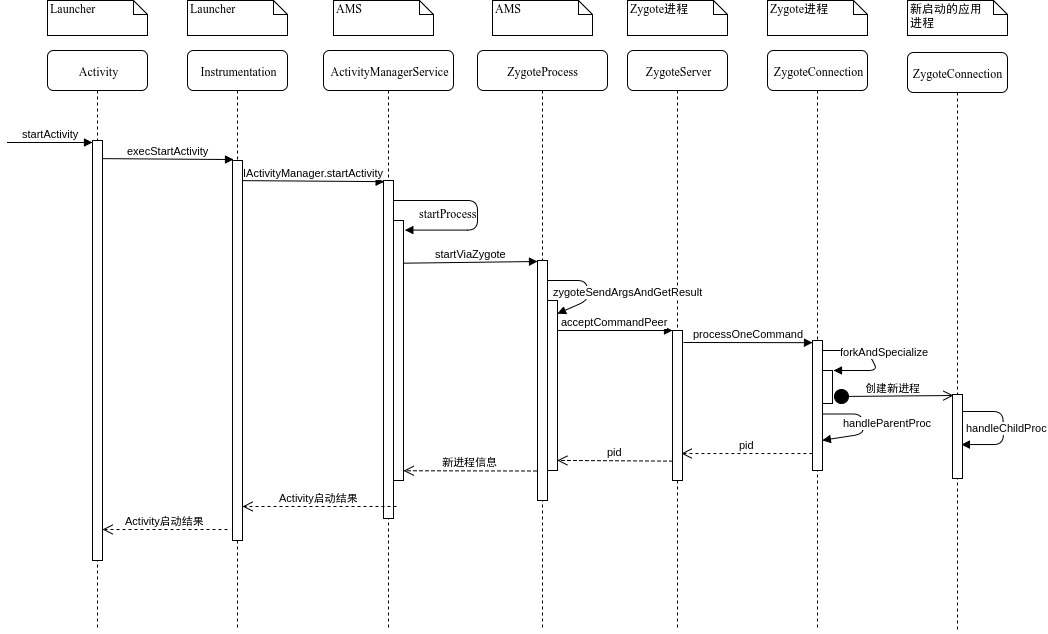 Launcher
Launcher
AMS
AMS
Zygote进程
Zygote进程
新启动的应用
进程
Activity
Instrumentation
ActivityManagerService
ZygoteProcess
ZygoteServer
ZygoteConnection
ZygoteConnection
startActivity
execStartActivity
IActivityManager.startActivity
startProcess
startViaZygote
zygoteSendArgsAndGetResult
acceptCommandPeer
processOneCommand
forkAndSpecialize
创建新进程
handleParentProc
handleChildProc
pid
pid
新进程信息
Activity启动结果
Activity启动结果